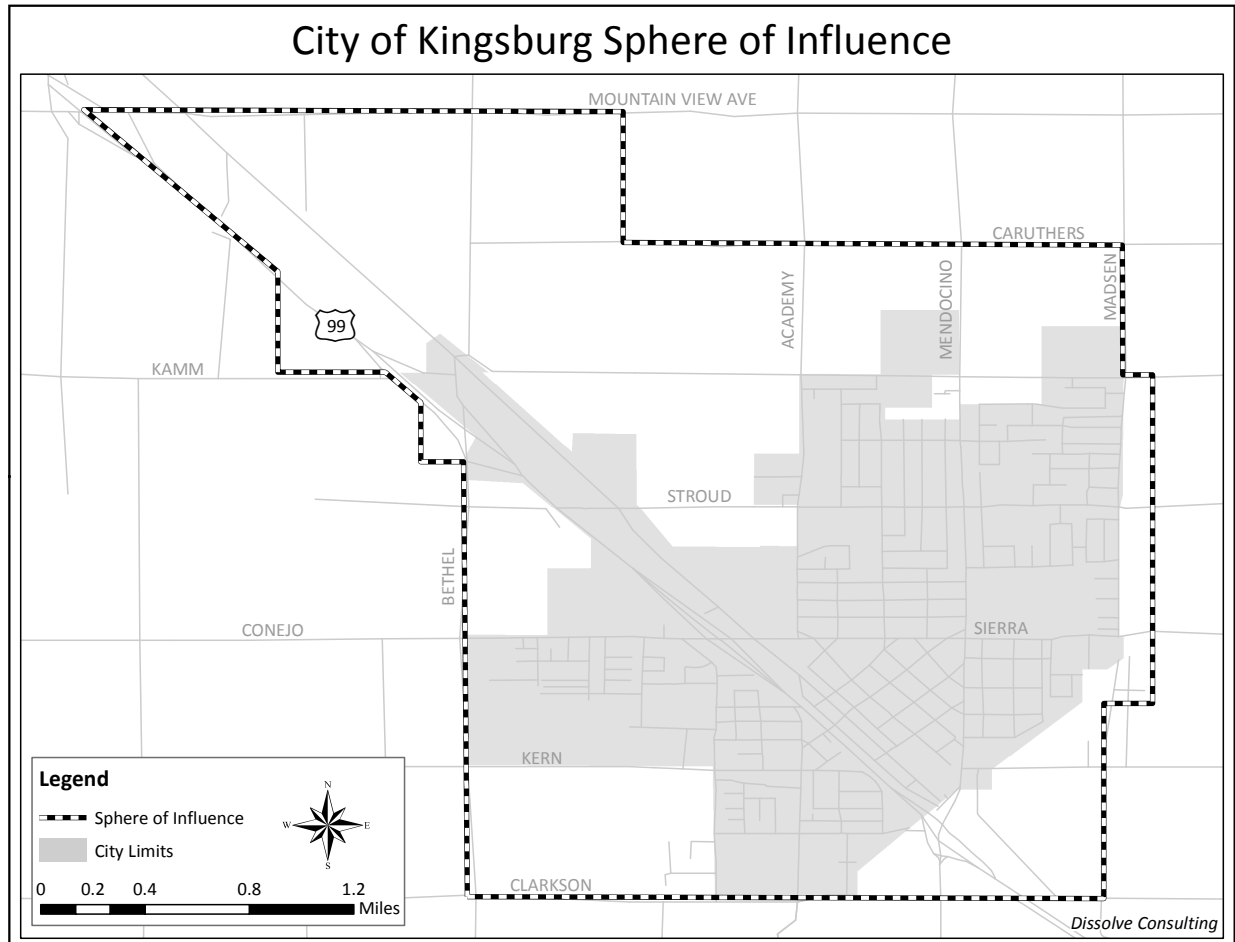 City of Kingsburg Sphere of Influence
MOUNTAIN VIEW AVE
CARUTHERS
ACADEMY
MENDOCINO
MADSEN
99
KAMM
STROUD
BETHEL
CONEJO
SIERRA
KERN
CLARKSON
Legend
Sphere of Influence
City Limits
N
W E
S
0 0.2 0.4 0.8 1.2
Miles
Dissolve Consulting